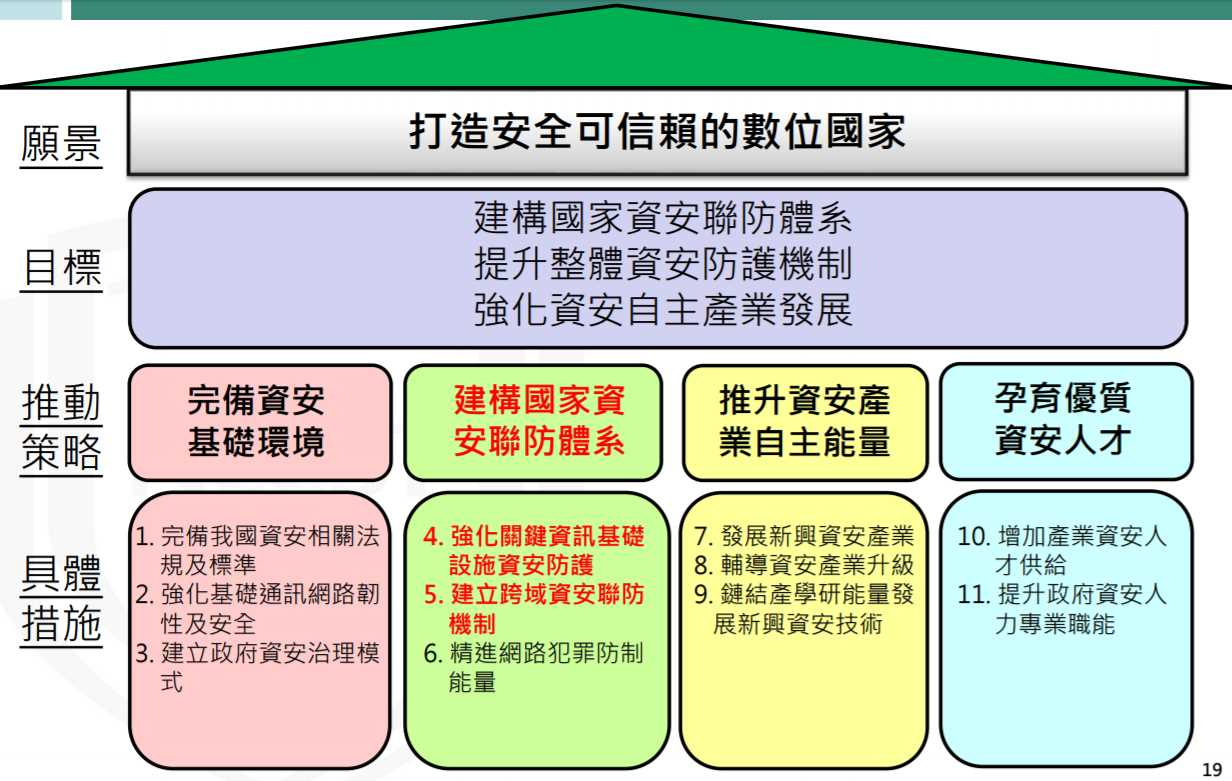 願景
打造安全可信賴的數位國家
目標
建構國家資安聯防體系
提升整體資安防護機制
強化資安自主產業發展
推動
策略
完備資安
基礎環境
建構國家資
安聯防體系
推升資安產
業自主能量
孕育優質
資安人才
具體
措施
1. 完備我國資安相關法
規及標準
2. 強化基礎通訊網路韌
性及安全
3. 建立政府資安治理模
式
4. 強化關鍵資訊基礎
設施資安防護
5. 建立跨域資安聯防
機制
6. 精進網路犯罪防制
能量
7. 發展新興資安產業
8. 輔導資安產業升級
9. 鏈結產學研能量發
展新興資安技術
10. 增加產業資安人
才供給
11. 提升政府資安人
力專業職能
19